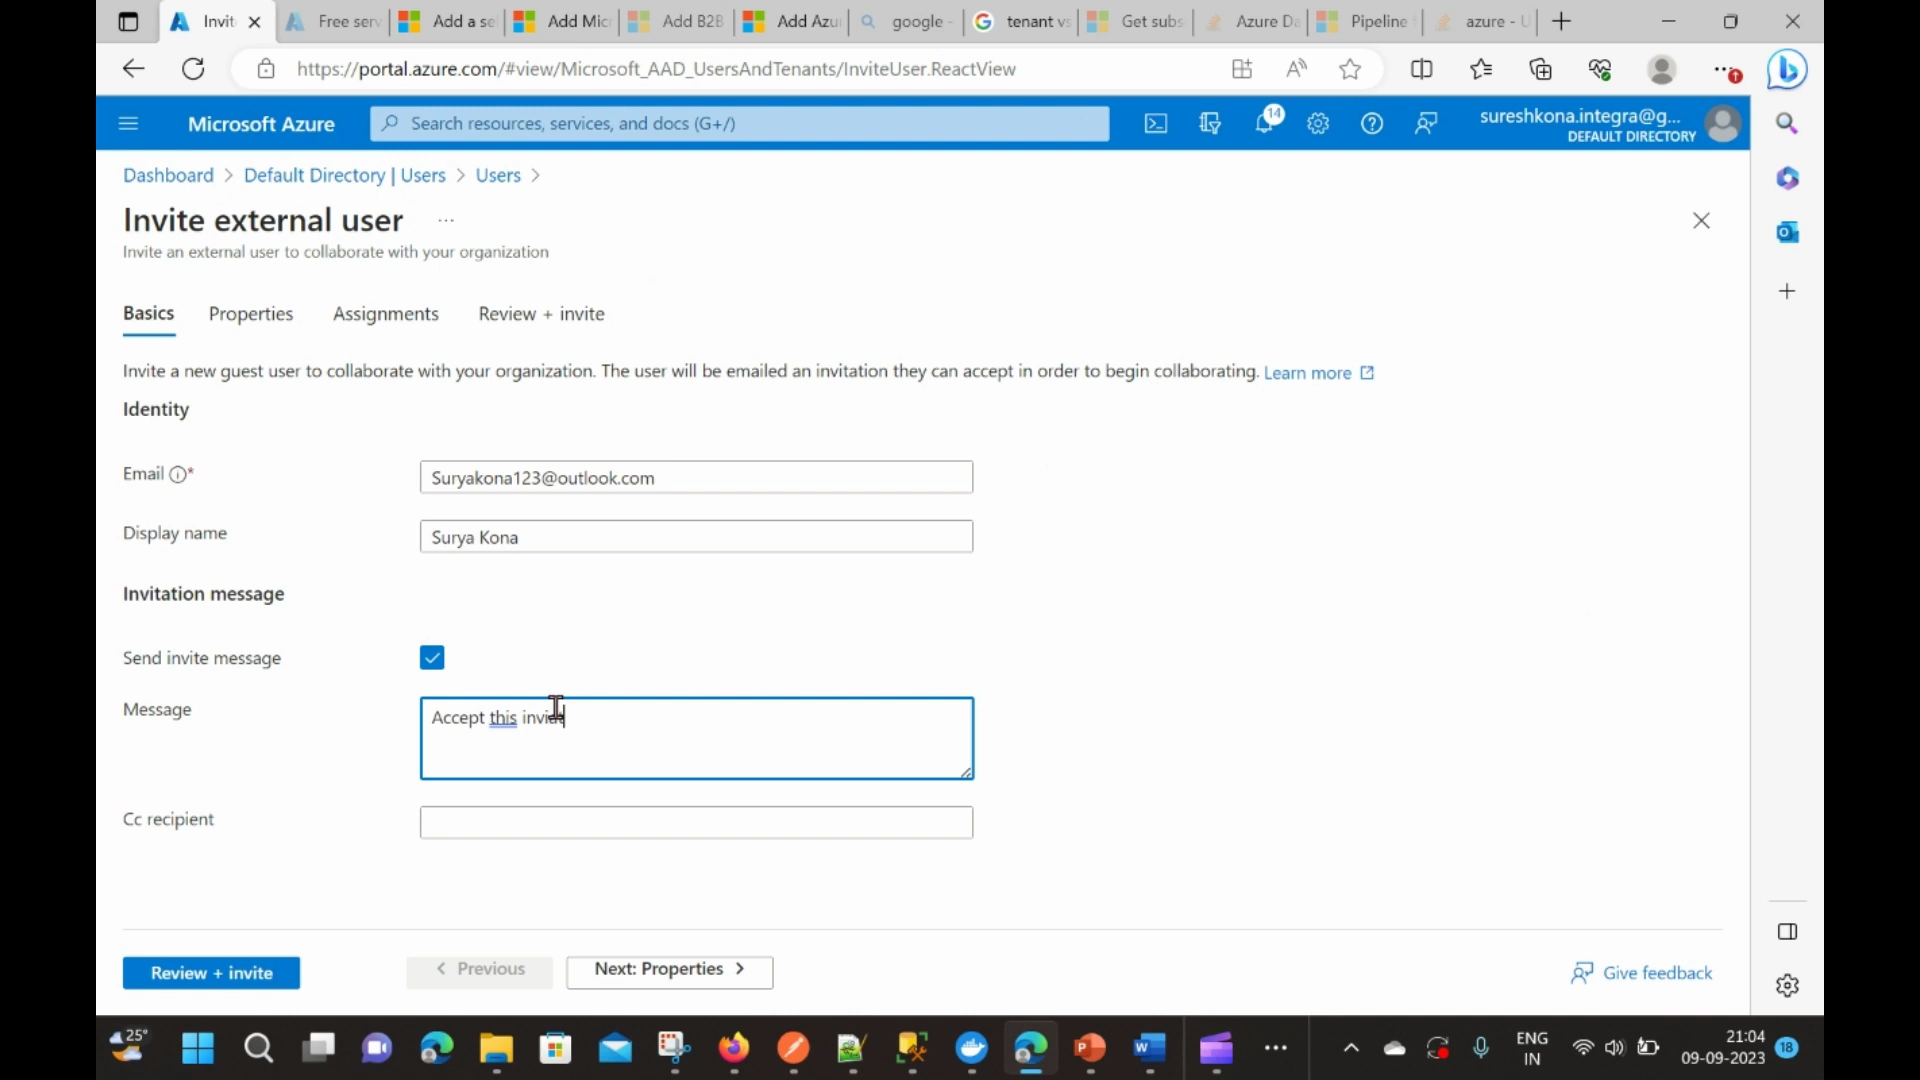 Invit
Free serv
Add a se
Add Micr
Add B2B
Add Azu
google -
tenant vs
Get subs
Azure Da
Pipeline
azure - U
https://portal.azure.com/#view/Microsoft_AAD_UsersAndTenants/InviteUser.ReactView
Microsoft Azure
Search resources, services, and docs (G+/)
14
sureshkona.integra@g...
DEFAULT DIRECTORY
Dashboard > Default Directory | Users > Users >
Invite external user ...
Invite an external user to collaborate with your organization
Basics
Properties
Assignments
Review + invite
Invite a new guest user to collaborate with your organization. The user will be emailed an invitation they can accept in order to begin collaborating. Learn more
Identity
Email *
Suryakona123@outlook.com
Display name
Surya Kona
Invitation message
Send invite message
Message
Accept this
Cc recipient
Review + invite
< Previous
Next: Properties >
Give feedback
25°
ENG
IN
21:04
09-09-2023
18